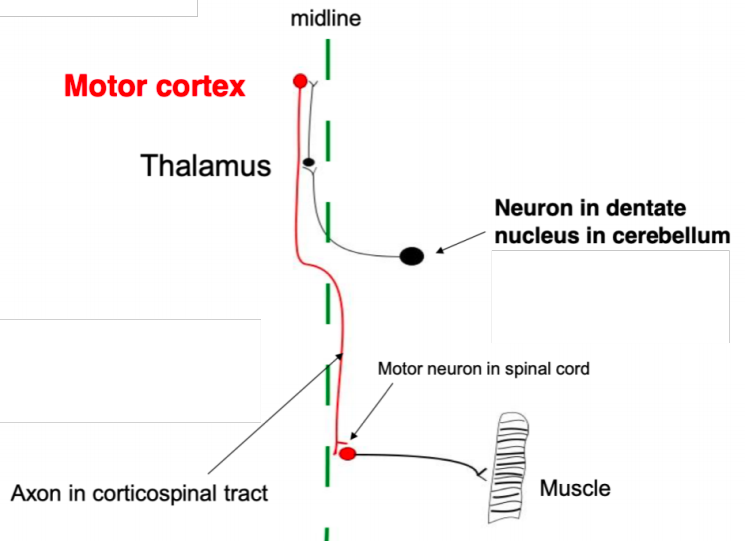 midline
Motor cortex
Thalamus
Neuron in dentate
nucleus in cerebellum
Motor neuron in spinal cord
Axon in corticospinal tract
Muscle